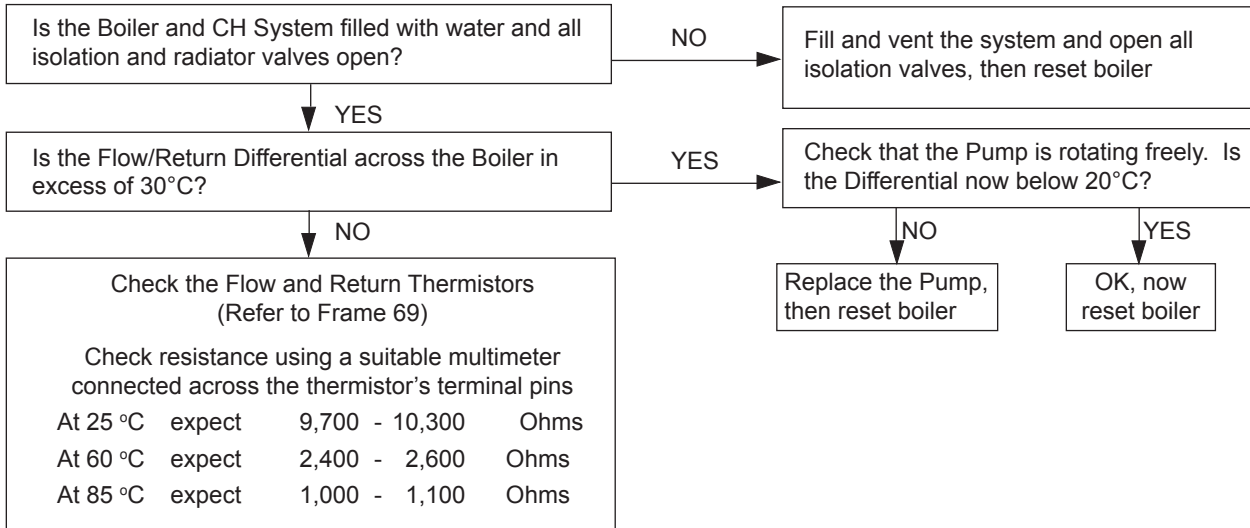 Is the Boiler and CH System filled with water and all
isolation and radiator valves open?
NO
Fill and vent the system and open all
isolation valves, then reset boiler
YES
Is the Flow/Return Differential across the Boiler in
excess of 30°C?
YES
Check that the Pump is rotating freely.  Is
the Differential now below 20°C?
NO
NO
YES
Replace the Pump,
then reset boiler
OK, now
reset boiler
Check the Flow and Return Thermistors
(Refer to Frame 69)
Check resistance using a suitable multimeter
connected across the thermistor's terminal pins
At 25 °C expect 9,700 - 10,300 Ohms
At 60 °C expect 2,400 - 2,600 Ohms
At 85 °C expect 1,000 - 1,100 Ohms